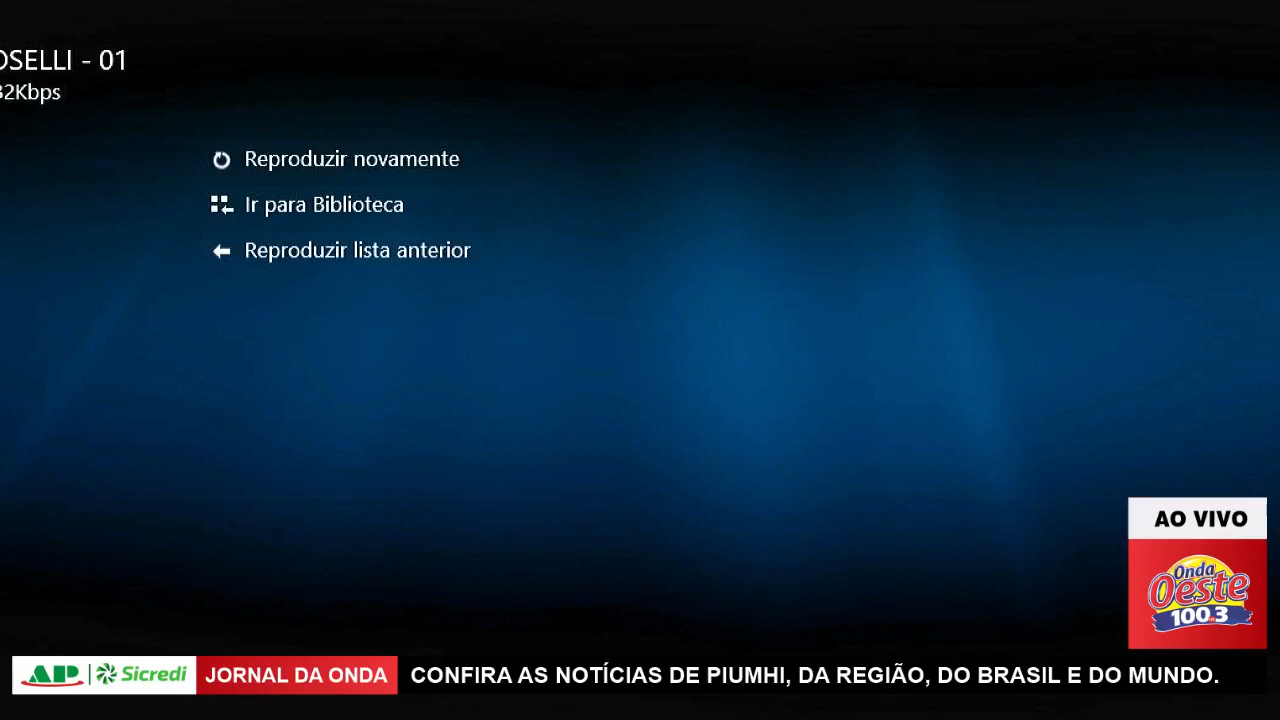 OSELLI - 01
32Kbps
Reproduzir novamente
Ir para Biblioteca
Reproduzir lista anterior
AO VIVO
Onda
Oeste
100.3
AP Sicredi JORNAL DA ONDA CONFIRA AS NOTÍCIAS DE PIUMHI, DA REGIÃO, DO BRASIL E DO MUNDO.